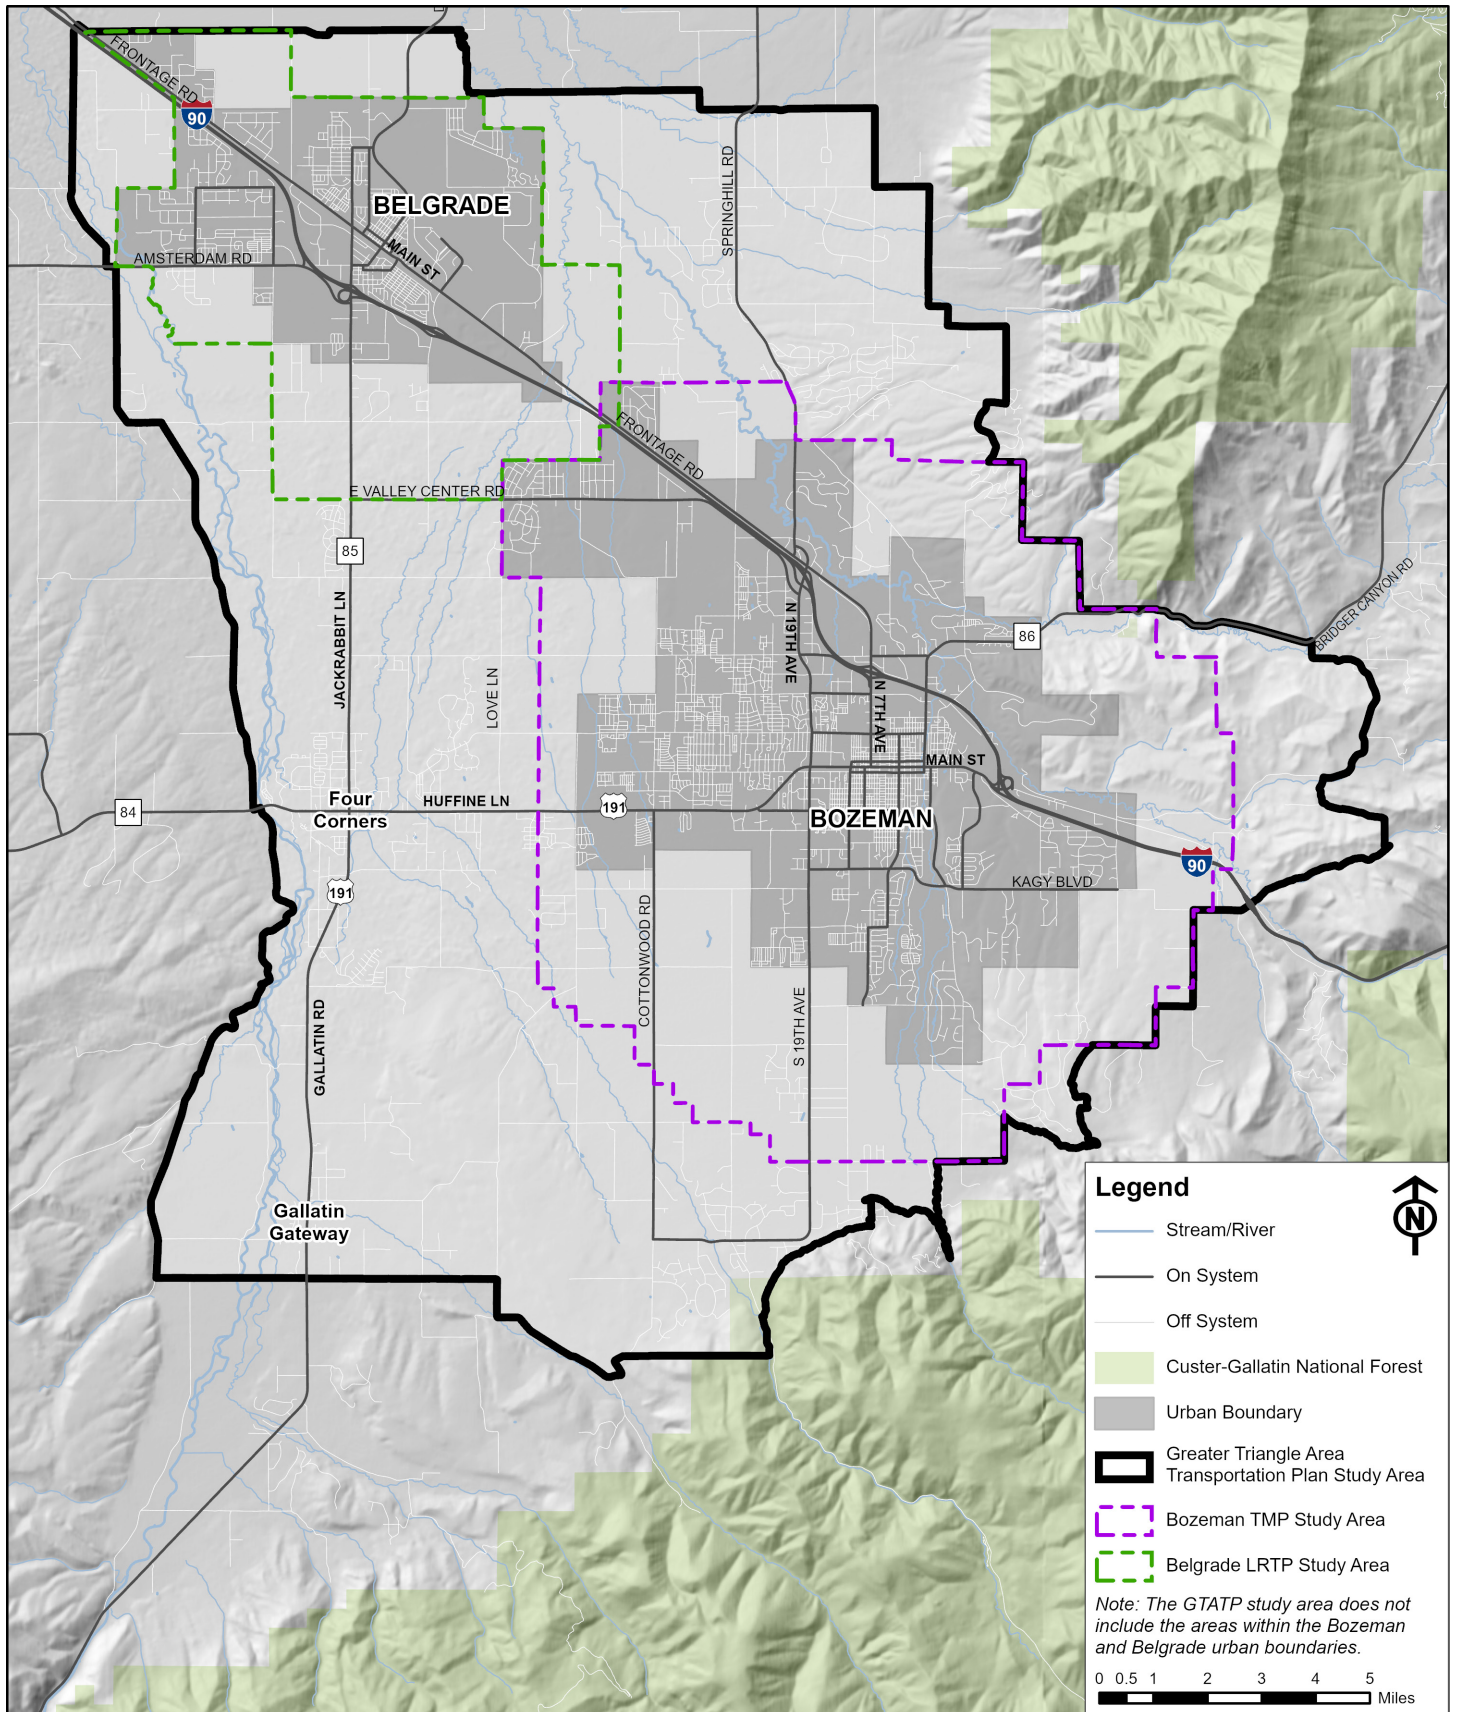 FRONTAGE RD
90
BELGRADE
MAIN ST
AMSTERDAM RD
SPRINGHILL RD
FRONTAGE RD
E VALLEY CENTER RD
85
JACKRABBIT LN
LOVE LN
N 19TH AVE
86
BRIDGER CANYON RD
N 7TH AVE
MAIN ST
Four
Corners
HUFFINE LN
191
84
BOZEMAN
90
KAGY BLVD
191
COTTONWOOD RD
S 19TH AVE
GALLATIN RD
Gallatin
Gateway
Legend
N
Stream/River
On System
Off System
Custer-Gallatin National Forest
Urban Boundary
Greater Triangle Area
Transportation Plan Study Area
Bozeman TMP Study Area
Belgrade LRTP Study Area
Note: The GTATP study area does not
include the areas within the Bozeman
and Belgrade urban boundaries.
0 0.5 1 2 3 4 5
Miles